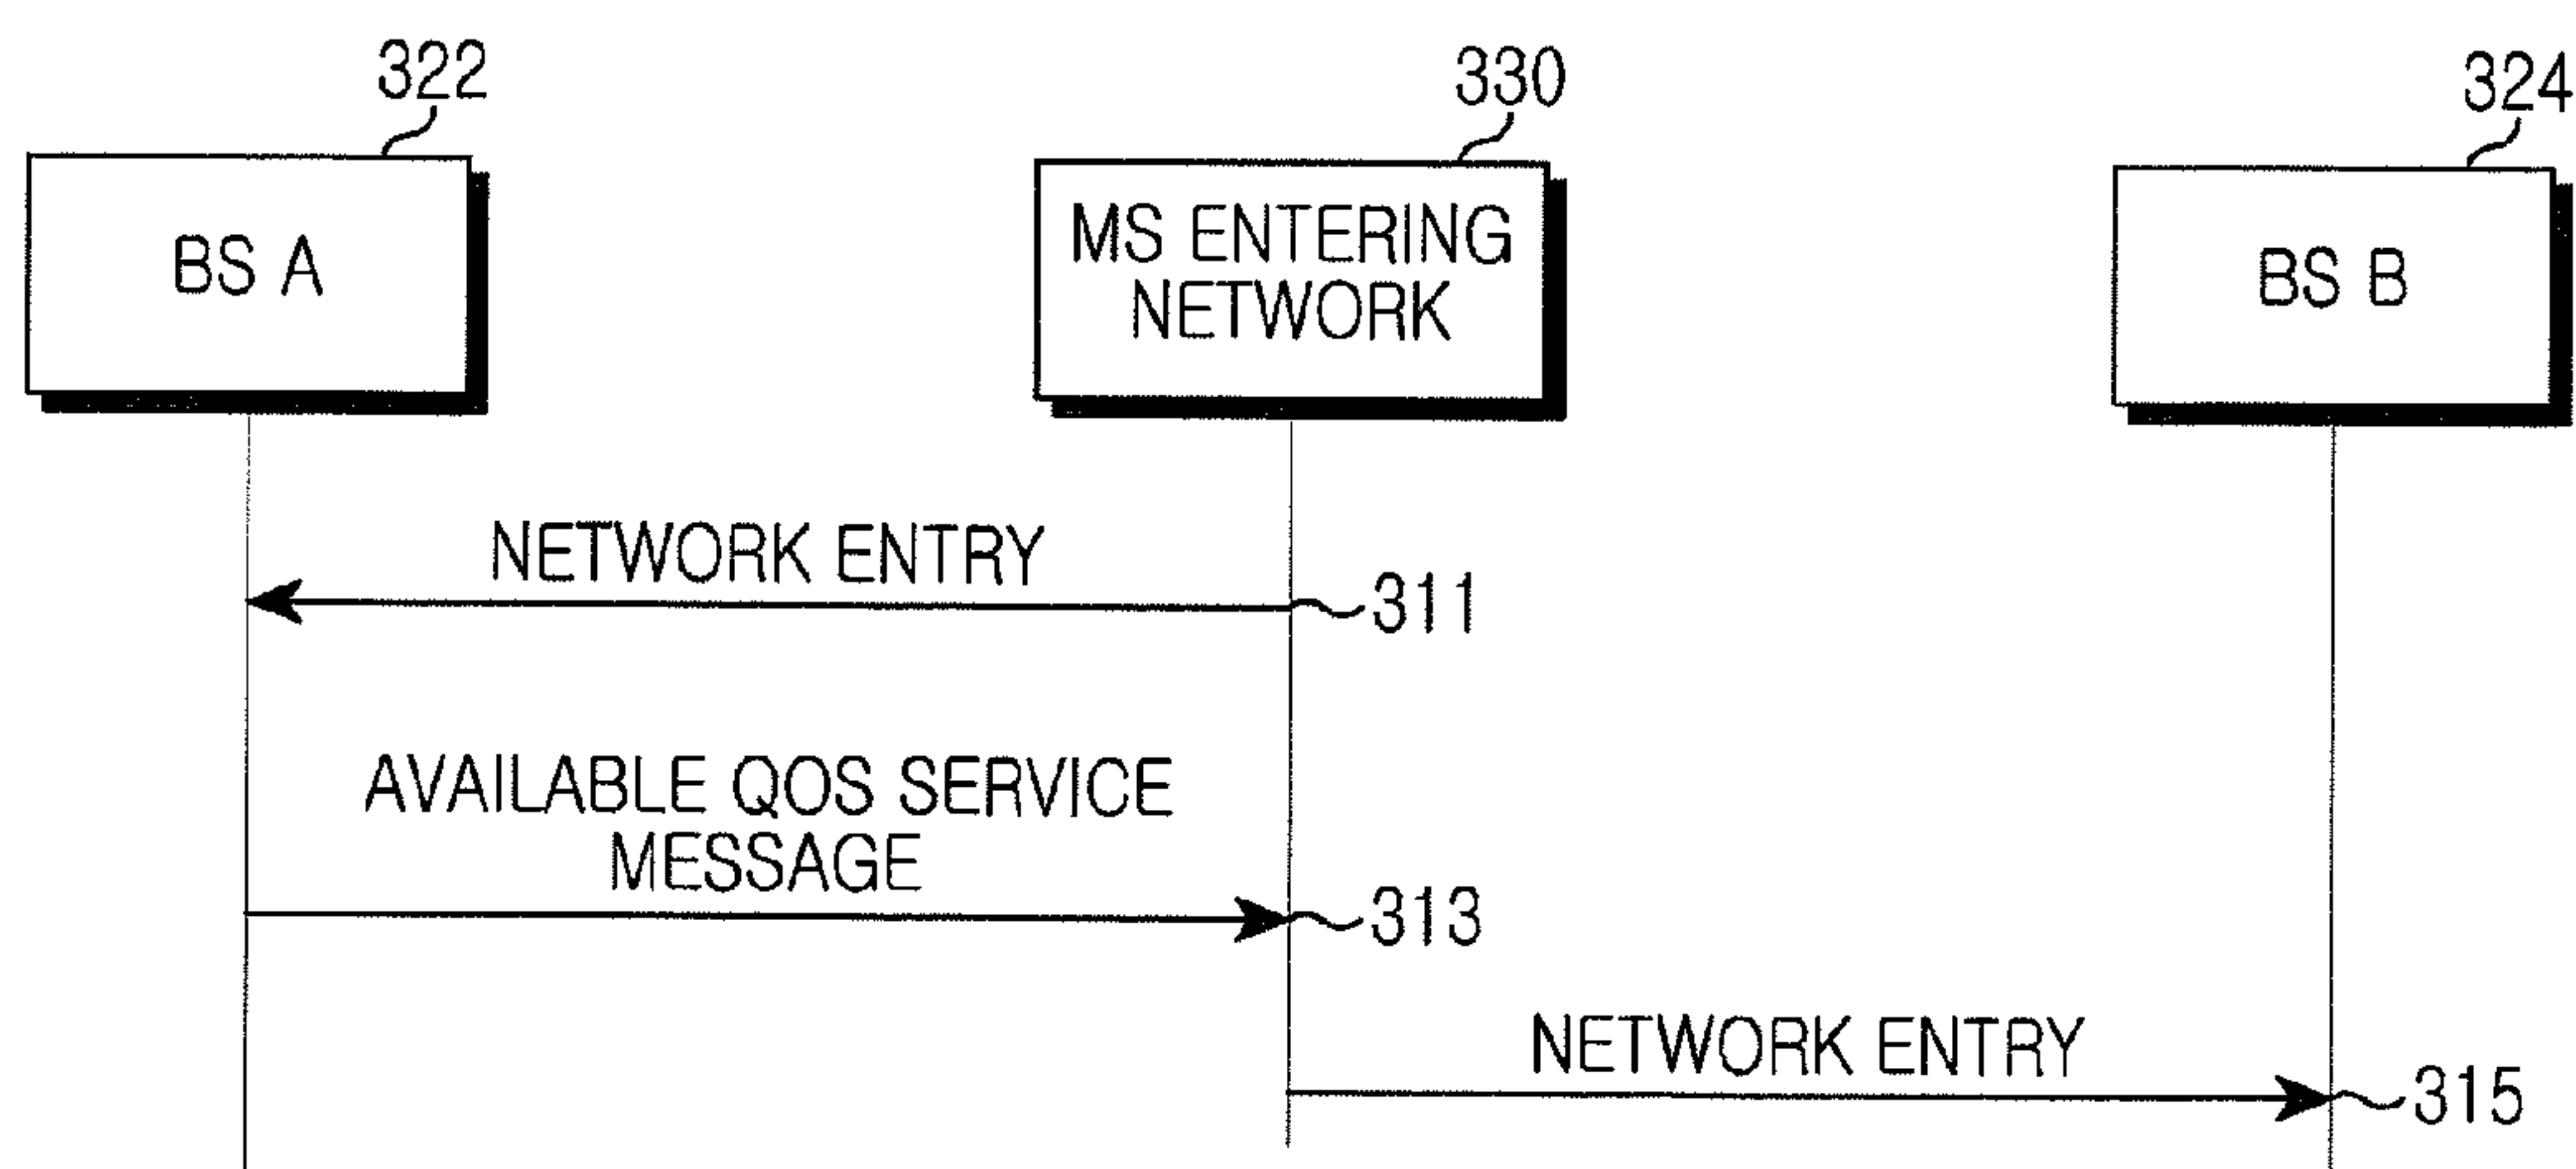 322
330
324
BS A
MS ENTERING
NETWORK
BS B
NETWORK ENTRY
311
AVAILABLE QOS SERVICE
MESSAGE
313
NETWORK ENTRY
315